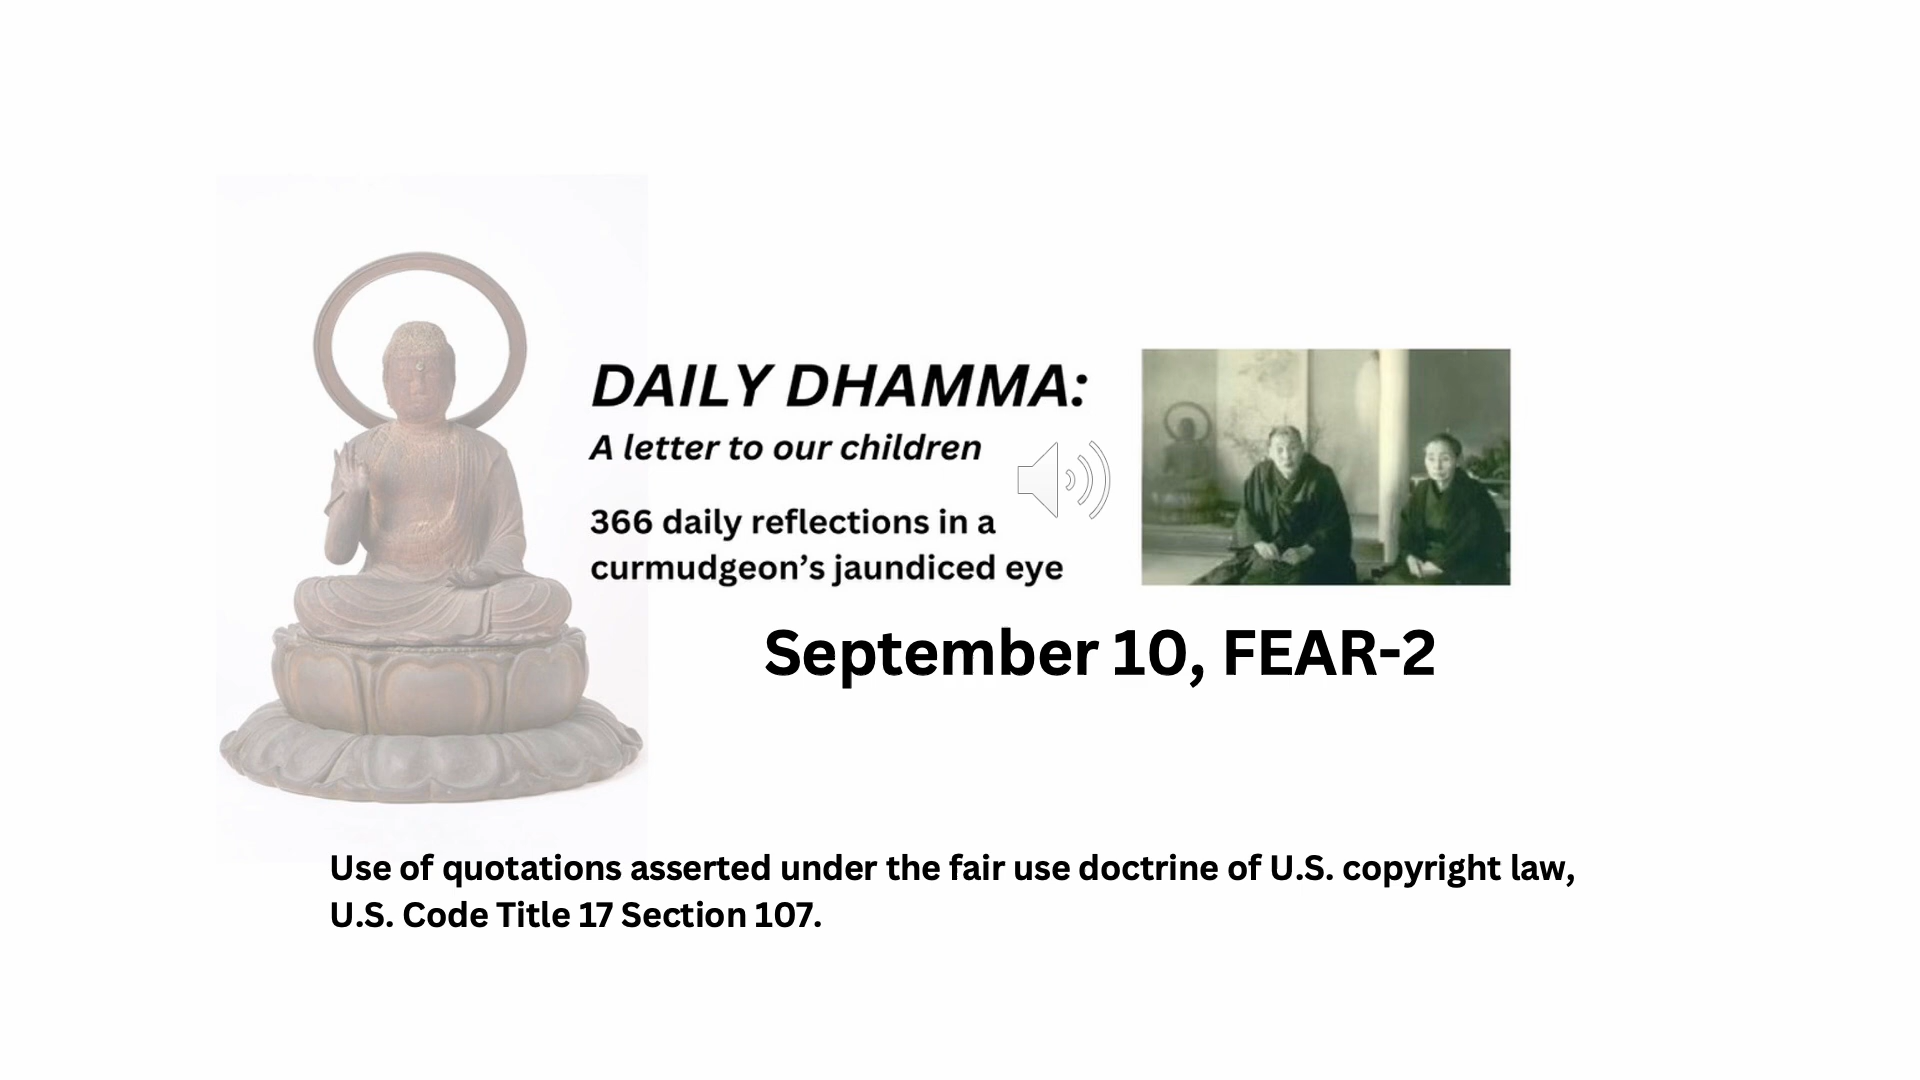 DAILY DHAMMA:
A letter to our children
366 daily reflections in a
curmudgeon’s jaundiced eye
September 10, FEAR-2
Use of quotations asserted under the fair use doctrine of U.S. copyright law,
U.S. Code Title 17 Section 107.